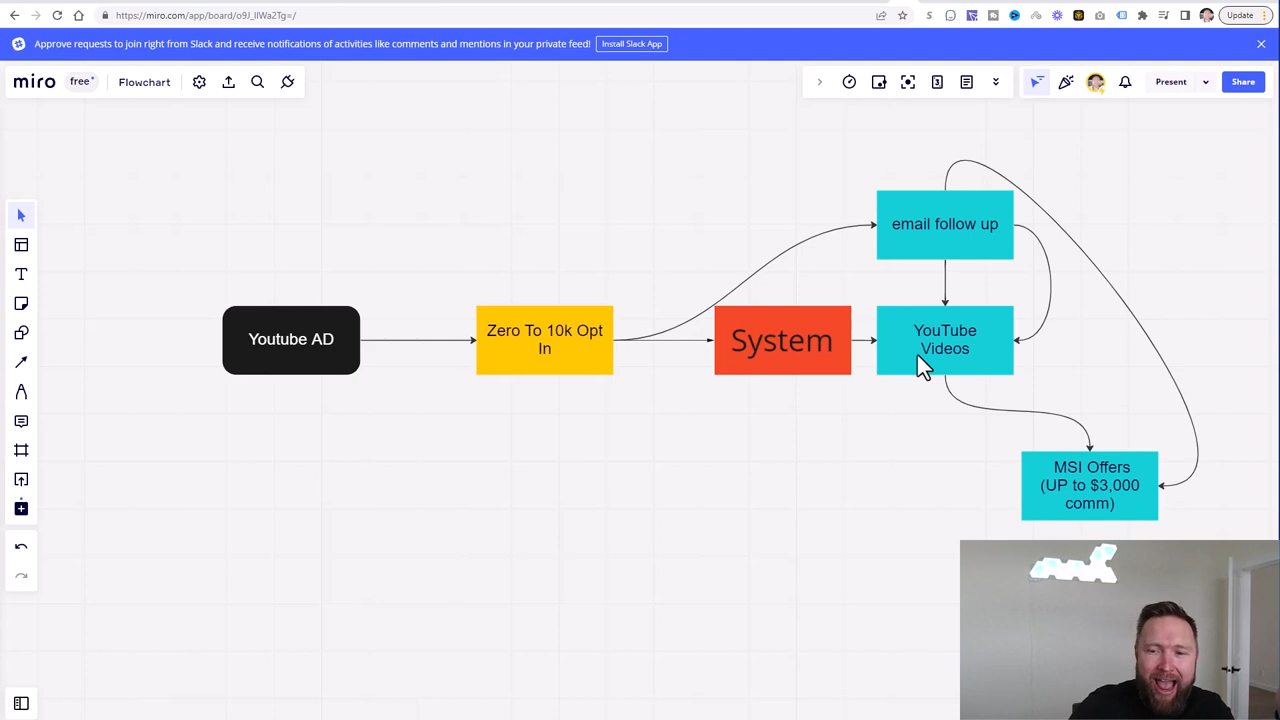 https://miro.com/app/board/o9J_lIWa2Tg=/
Update
Approve requests to join right from Slack and receive notifications of activities like comments and mentions in your private feed!
Install Slack App
miro
free
Flowchart
3
Present
Share
email follow up
Youtube AD
Zero To 10k Opt
In
System
YouTube
Videos
MSI Offers
(UP to $3,000
comm)